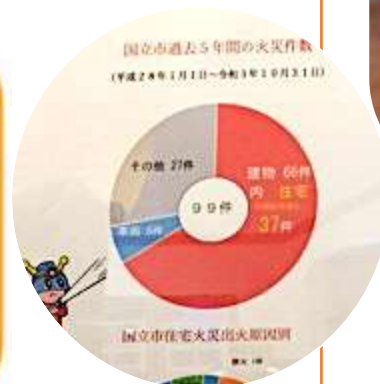 国立市過去５年間の火災件数
(平成２８年１月１日～令和３年１０月３１日)
その他 27件
建物 66件
内 住宅
37件
９９件
車両 6件
国立市住宅火災出火原因別